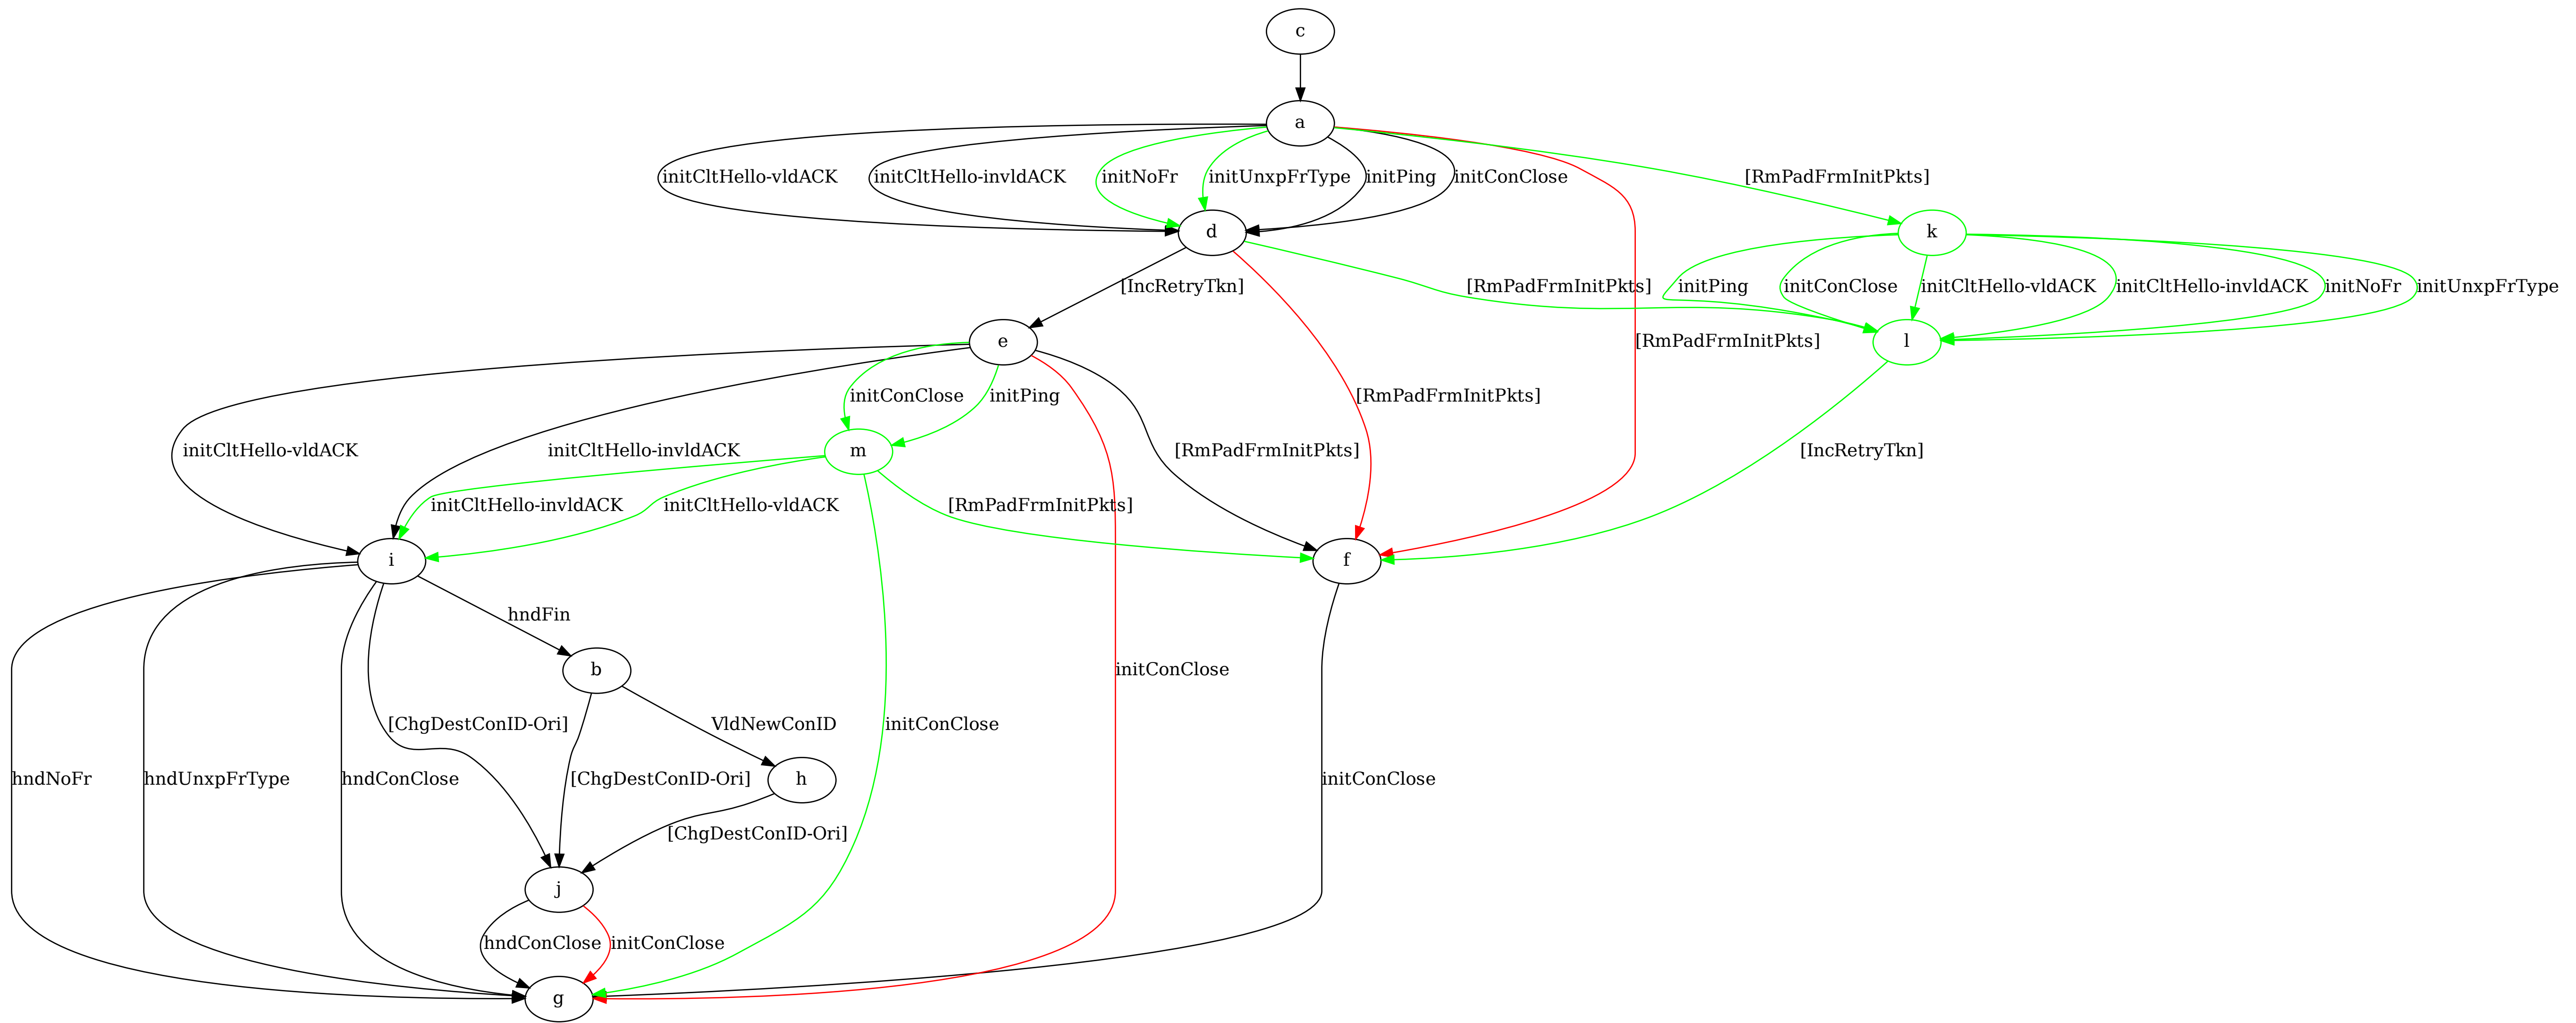 c
a
initCltHello-vldACK
initCltHello-invldACK
initNoFr
initUnxpFrType
initPing
initConClose
[RmPadFrmInitPkts]
d
k
[IncRetryTkn]
[RmPadFrmInitPkts]
initPing
initConClose
initCltHello-vldACK
initCltHello-invldACK
initNoFr
initUnxpFrType
e
[RmPadFrmInitPkts]
l
initConClose
initPing
[RmPadFrmInitPkts]
initCltHello-vldACK
initCltHello-invldACK
m
[RmPadFrmInitPkts]
[IncRetryTkn]
initCltHello-invldACK
initCltHello-vldACK
[RmPadFrmInitPkts]
i
f
hndFin
b
initConClose
[ChgDestConID-Ori]
VldNewConID
initConClose
hndNoFr
hndUnxpFrType
hndConClose
[ChgDestConID-Ori]
h
initConClose
[ChgDestConID-Ori]
j
hndConClose
initConClose
g